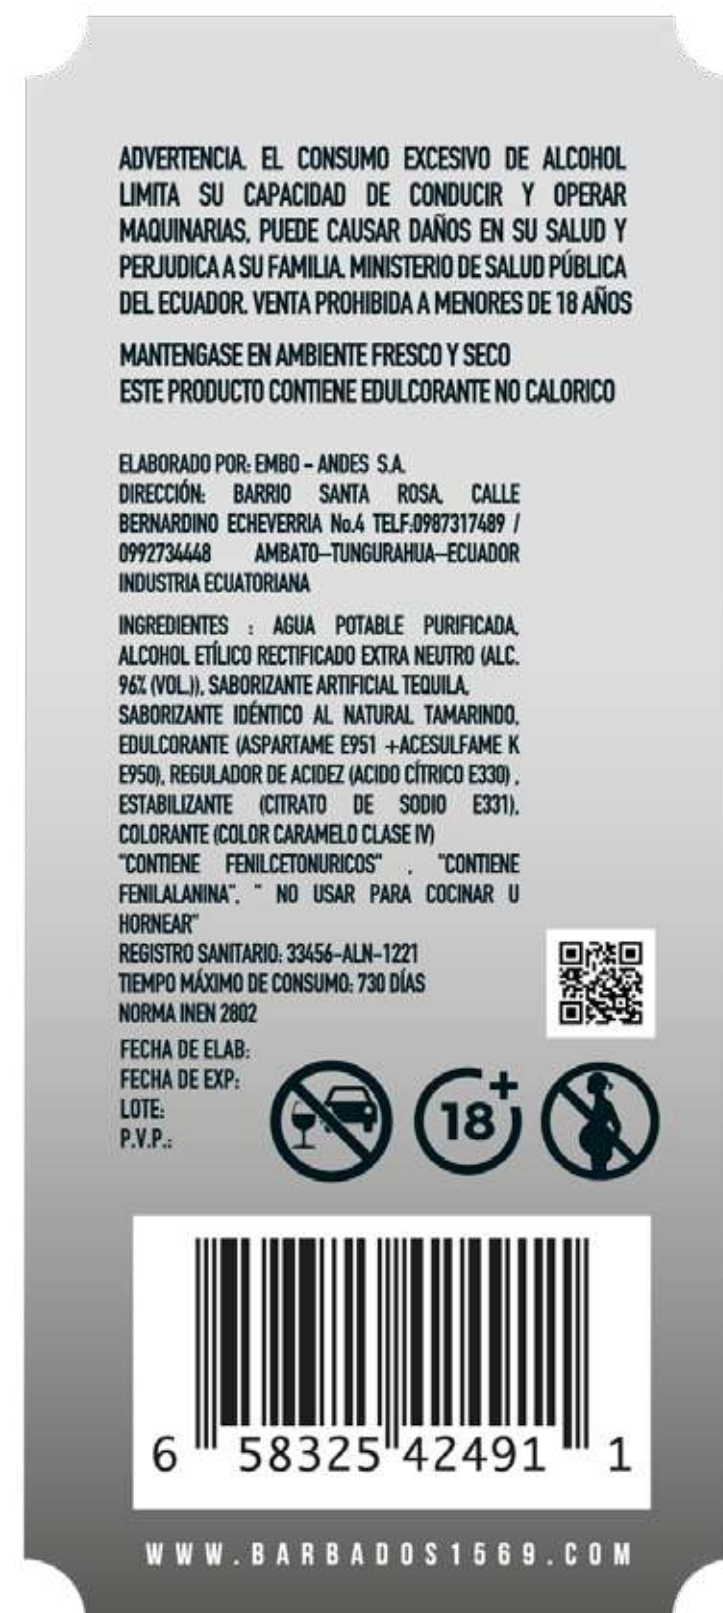 ADVERTENCIA. EL CONSUMO EXCESIVO DE ALCOHOL
LIMITA SU CAPACIDAD DE CONDUCIR Y OPERAR
MAQUINARIAS, PUEDE CAUSAR DAÑOS EN SU SALUD Y
PERJUDICA A SU FAMILIA. MINISTERIO DE SALUD PÚBLICA
DEL ECUADOR. VENTA PROHIBIDA A MENORES DE 18 AÑOS
MANTENGASE EN AMBIENTE FRESCO Y SECO
ESTE PRODUCTO CONTIENE EDULCORANTE NO CALORICO
ELABORADO POR: EMBO - ANDES S.A.
DIRECCIÓN: BARRIO SANTA ROSA, CALLE
BERNARDINO ECHEVERRIA No.4 TELF:0987317489 /
0992734448 AMBATO–TUNGURAHUA–ECUADOR
INDUSTRIA ECUATORIANA
INGREDIENTES : AGUA POTABLE PURIFICADA,
ALCOHOL ETÍLICO RECTIFICADO EXTRA NEUTRO (ALC.
96% (VOL.)), SABORIZANTE ARTIFICIAL TEQUILA,
SABORIZANTE IDÉNTICO AL NATURAL TAMARINDO,
EDULCORANTE (ASPARTAME E951 +ACESULFAME K
E950), REGULADOR DE ACIDEZ (ACIDO CÍTRICO E330) ,
ESTABILIZANTE (CITRATO DE SODIO E331),
COLORANTE (COLOR CARAMELO CLASE IV)
"CONTIENE FENILCETONURICOS" , "CONTIENE
FENILALANINA", " NO USAR PARA COCINAR U
HORNEAR"
REGISTRO SANITARIO: 33456-ALN-1221
TIEMPO MÁXIMO DE CONSUMO: 730 DÍAS
NORMA INEN 2802
FECHA DE ELAB:
FECHA DE EXP:
LOTE:
P.V.P.:
18+
6 58325 42491 1
WWW.BARBADOS1569.COM